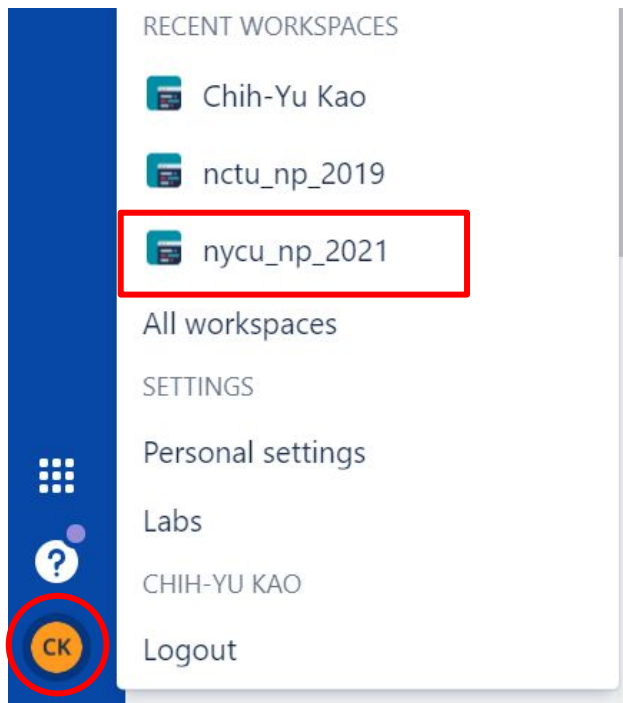 RECENT WORKSPACES
Chih-Yu Kao
nctu_np_2019
nycu_np_2021
All workspaces
SETTINGS
Personal settings
Labs
CHIH-YU KAO
Logout
?
CK